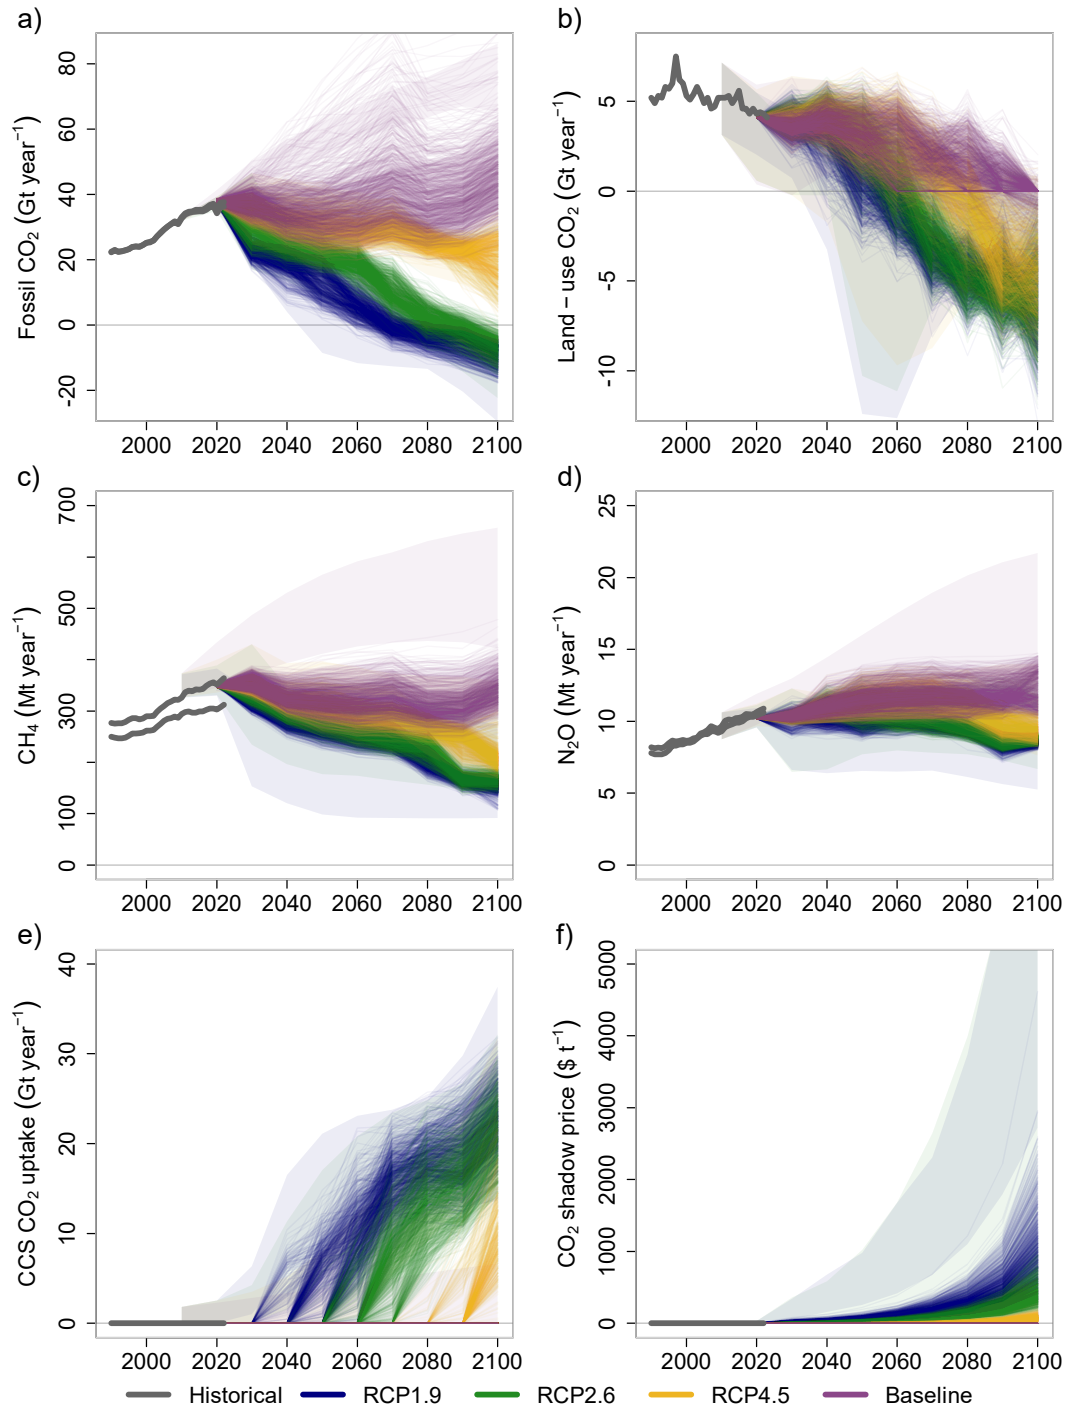 a)
Fossil CO₂ (Gt year⁻¹)
80
60
40
20
0
-20
2000 2020 2040 2060 2080 2100
b)
Land − use CO₂ (Gt year⁻¹)
5
0
-5
-10
2000 2020 2040 2060 2080 2100
c)
CH₄ (Mt year⁻¹)
700
500
300
100
0
2000 2020 2040 2060 2080 2100
d)
N₂O (Mt year⁻¹)
25
20
15
10
5
0
2000 2020 2040 2060 2080 2100
e)
CCS CO₂ uptake (Gt year⁻¹)
40
30
20
10
0
2000 2020 2040 2060 2080 2100
f)
CO₂ shadow price ($ t⁻¹)
5000
4000
3000
2000
1000
0
2000 2020 2040 2060 2080 2100
Historical RCP1.9 RCP2.6 RCP4.5 Baseline